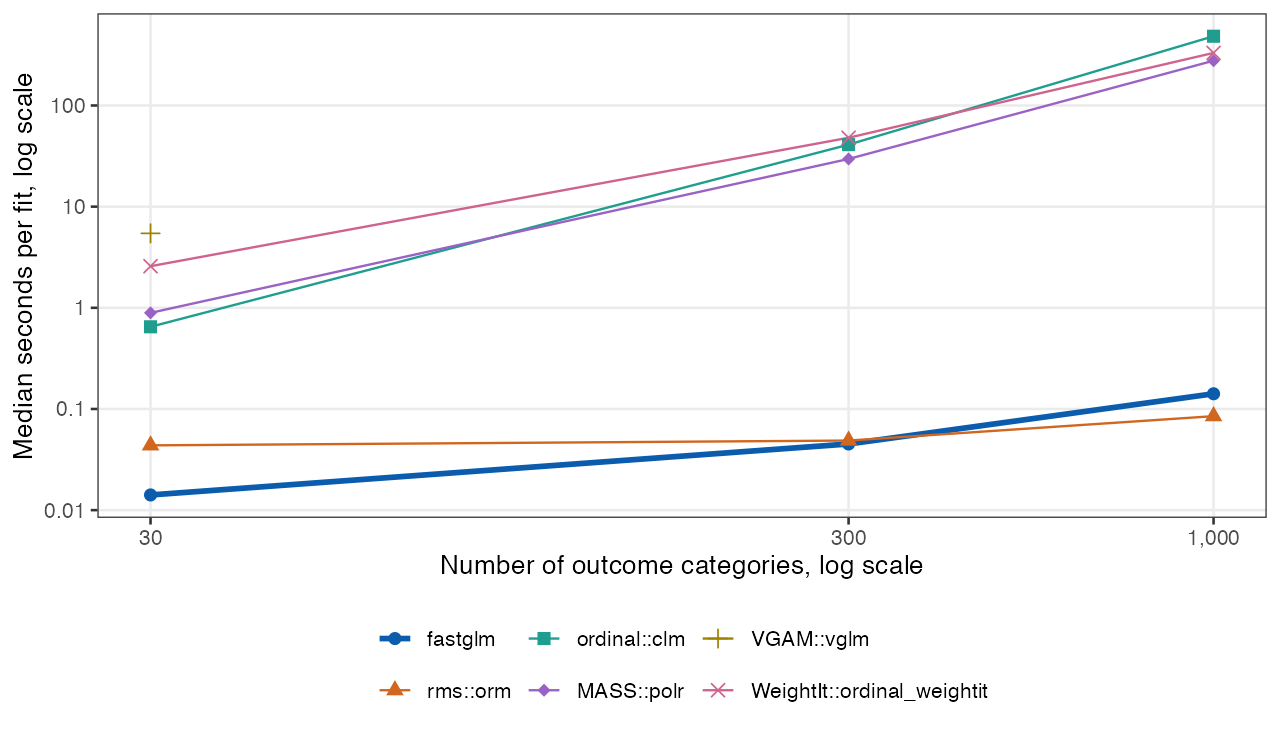 Median seconds per fit, log scale
100
10
1
0.1
0.01
30
300
1,000
Number of outcome categories, log scale
fastglm
ordinal::clm
VGAM::vglm
rms::orm
MASS::polr
WeightIt::ordinal_weightit